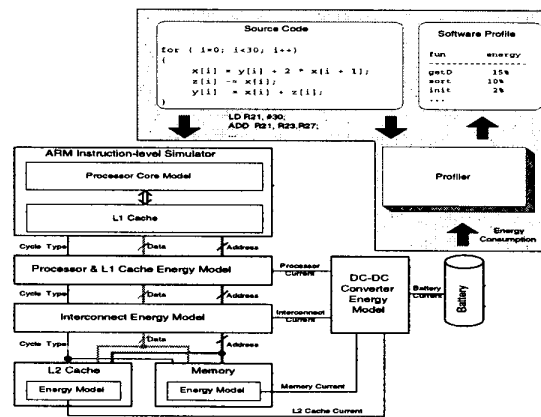 Source Code
for ( i=0; i<30; i++)
{
x[i] = y[i] + 2 * x[i + 1];
z[i] -= x[i];
y[i] = x[i] + z[i];
}
Software Profile
fun energy
getD 15%
sort 10%
init 2%
...
LD R21, #30;
ADD R21, R23,R27;
...
ARM Instruction-level Simulator
Processor Core Model
L1 Cache
Profiler
Energy
Consumption
Cycle Type Data Address
Processor & L1 Cache Energy Model
Processor
Current
Cycle Type Data Address
Interconnect Energy Model
Interconnect
Current
DC-DC
Converter
Energy
Model
Battery
Current
Battery
Cycle Type Data Address
L2 Cache
Energy Model
Memory
Energy Model
Memory Current
L2 Cache Current